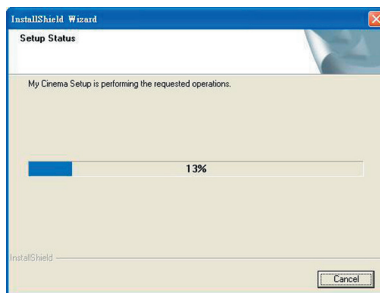 InstallShield Wizard
Setup Status
My Cinema Setup is performing the requested operations.
13%
InstallShield
Cancel